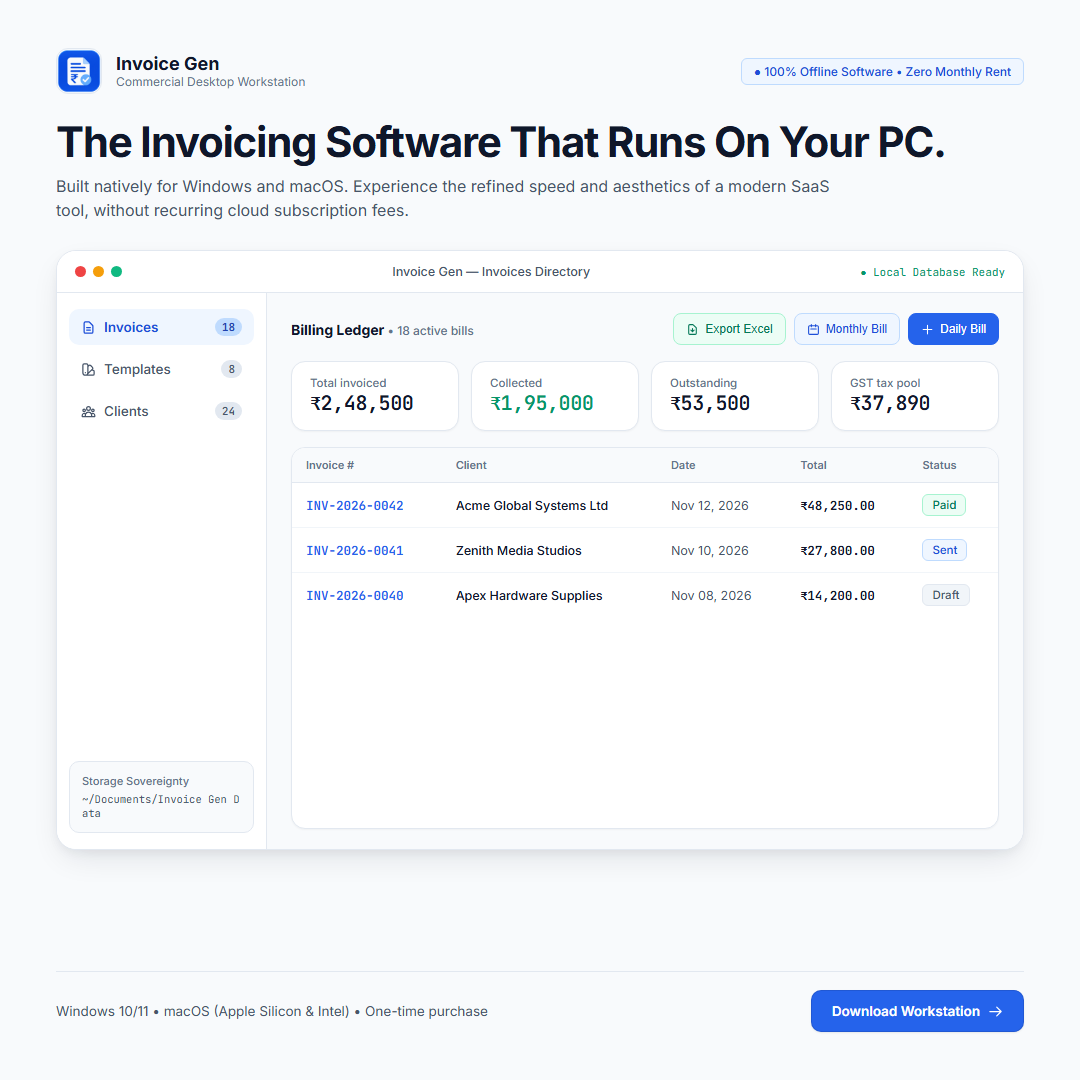 Invoice Gen
Commercial Desktop Workstation
● 100% Offline Software • Zero Monthly Rent
The Invoicing Software That Runs On Your PC.
Built natively for Windows and macOS. Experience the refined speed and aesthetics of a modern SaaS
tool, without recurring cloud subscription fees.
Invoice Gen — Invoices Directory
● Local Database Ready
Invoices 18
Templates 8
Clients 24
Storage Sovereignty
~/Documents/Invoice Gen D
ata
Billing Ledger • 18 active bills
Export Excel
Monthly Bill
+ Daily Bill
Total invoiced
₹2,48,500
Collected
₹1,95,000
Outstanding
₹53,500
GST tax pool
₹37,890
Invoice # Client Date Total Status
INV-2026-0042 Acme Global Systems Ltd Nov 12, 2026 ₹48,250.00 Paid
INV-2026-0041 Zenith Media Studios Nov 10, 2026 ₹27,800.00 Sent
INV-2026-0040 Apex Hardware Supplies Nov 08, 2026 ₹14,200.00 Draft
Windows 10/11 • macOS (Apple Silicon & Intel) • One-time purchase
Download Workstation →